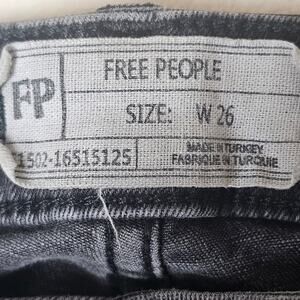 FP
FREE PEOPLE
SIZE: W 26
1502-16515125
MADE IN TURKEY
FABRIQUE IN TURQUIE